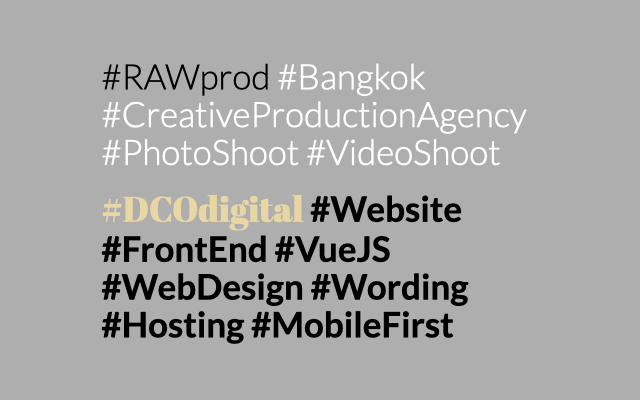 #RAWprod #Bangkok
#CreativeProductionAgency
#PhotoShoot #VideoShoot
#DCOdigital #Website
#FrontEnd #VueJS
#WebDesign #Wording
#Hosting #MobileFirst